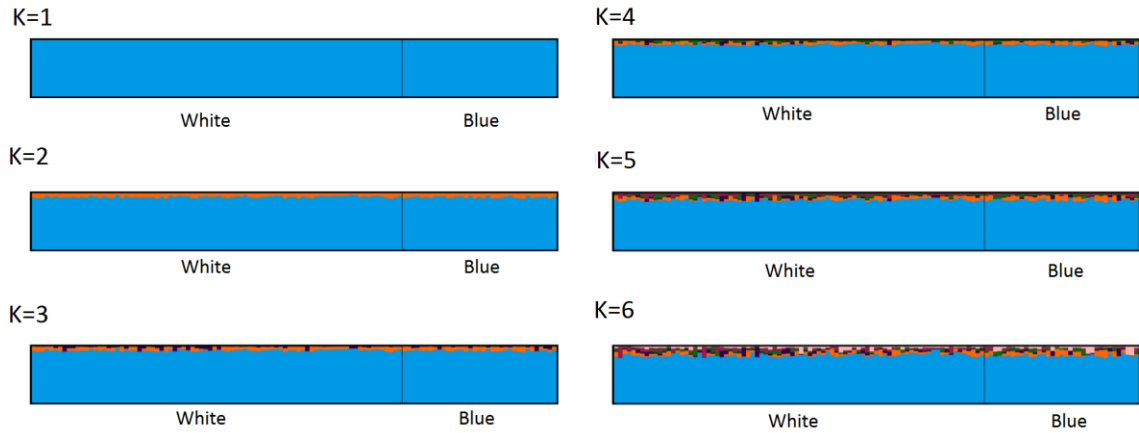 K=1
White Blue
K=2
White Blue
K=3
White Blue
K=4
White Blue
K=5
White Blue
K=6
White Blue